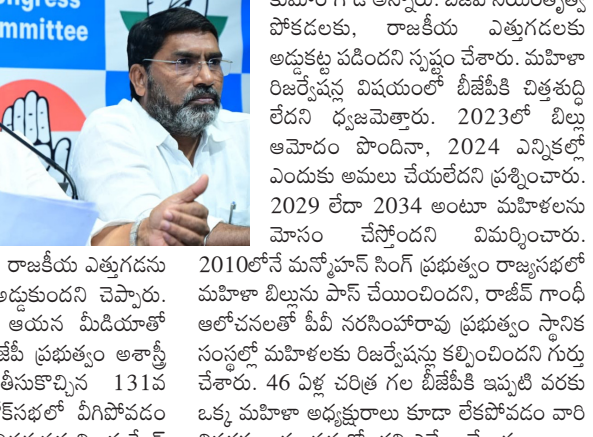 ongress
ommittee
కుమార్ గౌడ్ అన్నారు. బీజేపీ నియంతృత్వ
పోకడలకు, రాజకీయ ఎత్తుగడలకు
అడ్డుకట్ట పడిందని స్పష్టం చేశారు. మహిళా
రిజర్వేషన్ల విషయంలో బీజేపీకి చిత్తశుద్ధి
లేదని ధ్వజమెత్తారు. 2023లో బిల్లు
ఆమోదం పొందినా, 2024 ఎన్నికల్లో
ఎందుకు అమలు చేయలేదని ప్రశ్నించారు.
2029 లేదా 2034 అంటూ మహిళలను
మోసం చేస్తోందని విమర్శించారు.
2010లోనే మన్మోహన్ సింగ్ ప్రభుత్వం రాజ్యసభలో
మహిళా బిల్లును పాస్ చేయించిందని, రాజీవ్ గాంధీ
ఆలోచనలతో పీవీ నరసింహారావు ప్రభుత్వం స్థానిక
సంస్థల్లో మహిళలకు రిజర్వేషన్లు కల్పించిందని గుర్తు
చేశారు. 46 ఏళ్ల చరిత్ర గల బీజేపీకి ఇప్పటి వరకు
ఒక్క మహిళా అధ్యక్షురాలు కూడా లేకపోవడం వారి
రాజకీయ ఎత్తుగడను
అడ్డుకుందని చెప్పారు.
ఆయన మీడియాతో
జేపీ ప్రభుత్వం అశాస్త్రీ
తీసుకొచ్చిన 131వ
క్‌సభలో వీగిపోవడం